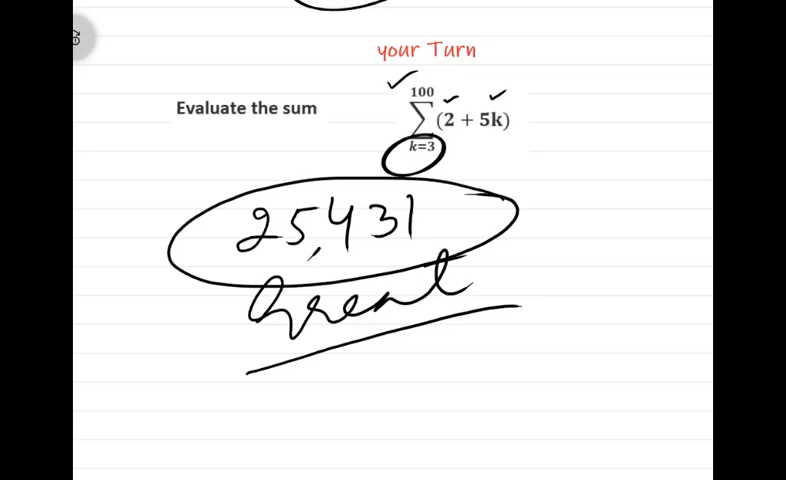 your Turn
Evaluate the sum
100
∑ (2 + 5k)
k=3
25,431
Great